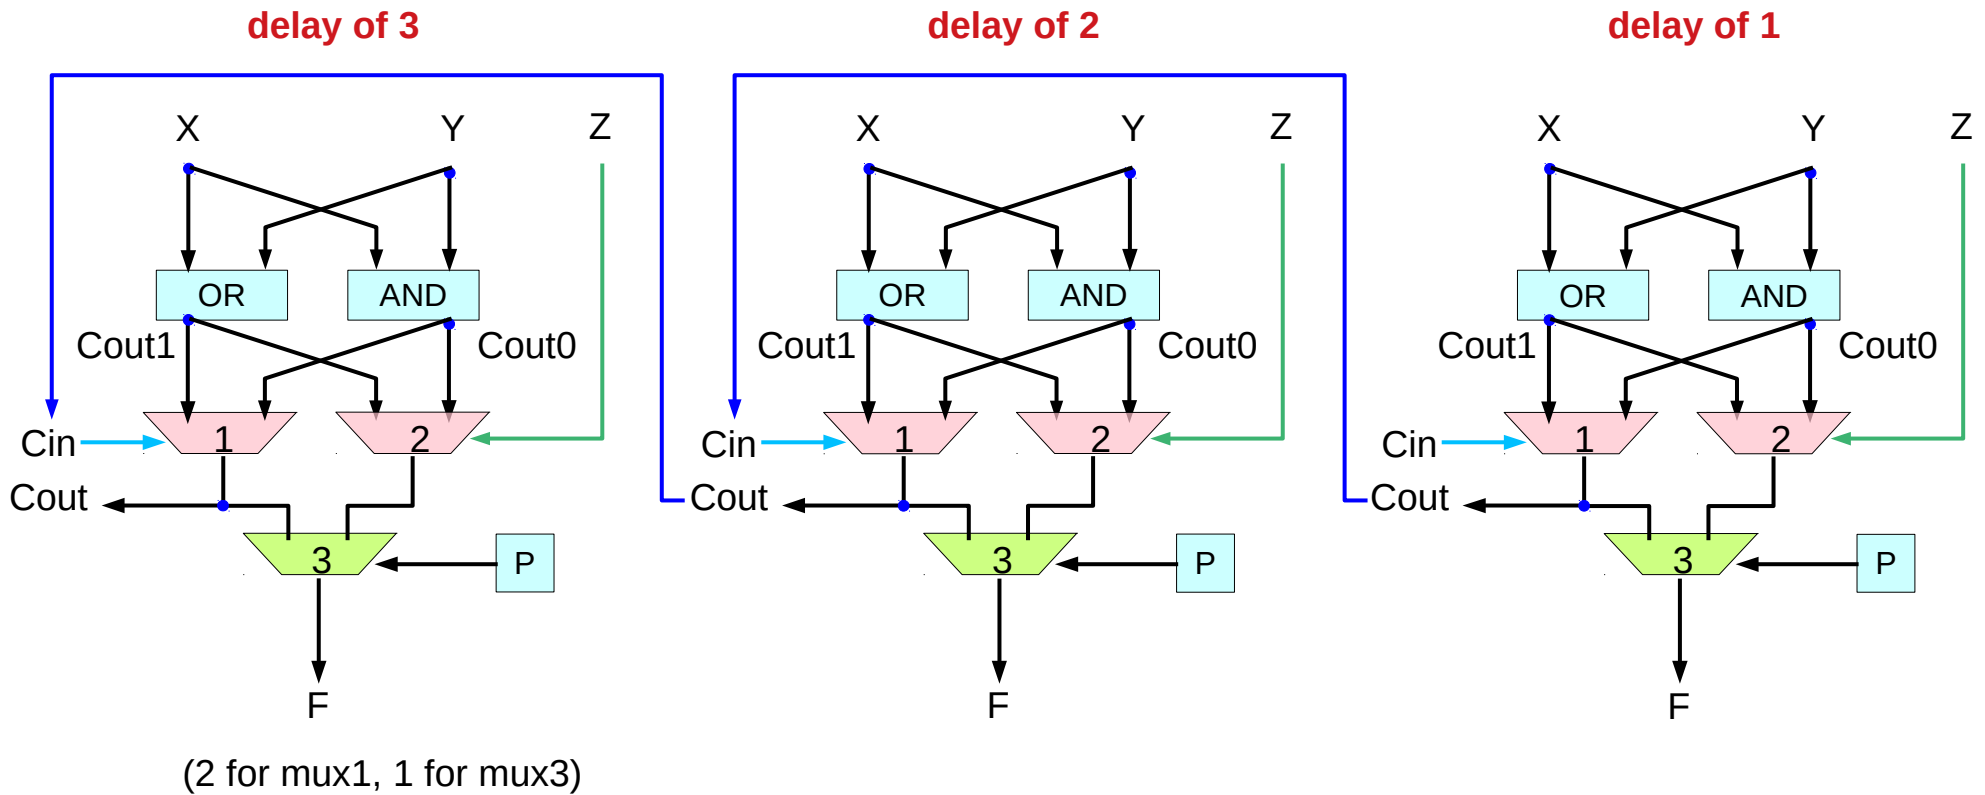 delay of 3
delay of 2
delay of 1
X Y Z
X Y Z
X Y Z
OR AND
OR AND
OR AND
Cout1 Cout0
Cout1 Cout0
Cout1 Cout0
Cin 1 2
Cin 1 2
Cin 1 2
Cout
Cout
Cout
3 P
3 P
3 P
F
F
F
(2 for mux1, 1 for mux3)